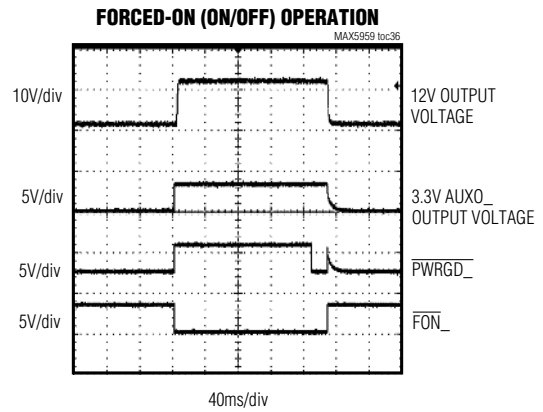 FORCED-ON (ON/OFF) OPERATION
MAX5959 toc36
10V/div
12V OUTPUT
VOLTAGE
5V/div
3.3V AUXO_
OUTPUT VOLTAGE
5V/div
PWRGD_
5V/div
FON_
40ms/div